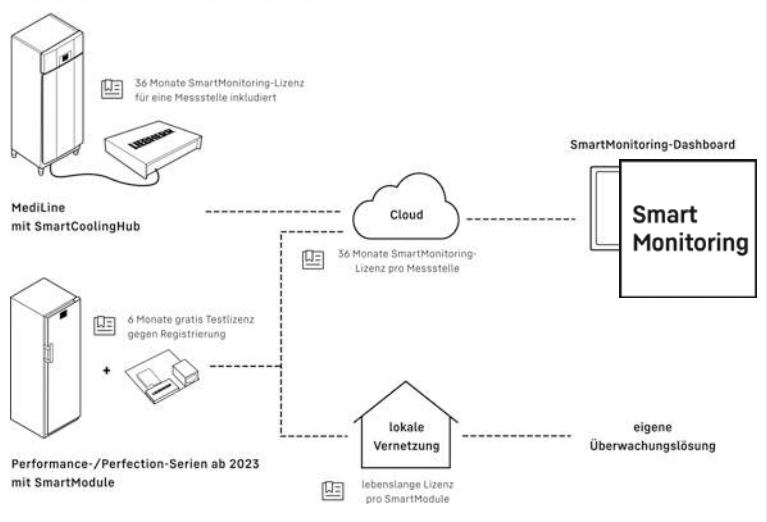 36 Monate SmartMonitoring-Lizenz
für eine Messstelle inkludiert
LIEBHERR
MediLine
mit SmartCoolingHub
Cloud
36 Monate SmartMonitoring-
Lizenz pro Messstelle
SmartMonitoring-Dashboard
Smart
Monitoring
6 Monate gratis Testlizenz
gegen Registrierung
+
LIEBHERR
Performance-/Perfection-Serien ab 2023
mit SmartModule
lokale
Vernetzung
lebenslange Lizenz
pro SmartModule
eigene
Überwachungslösung